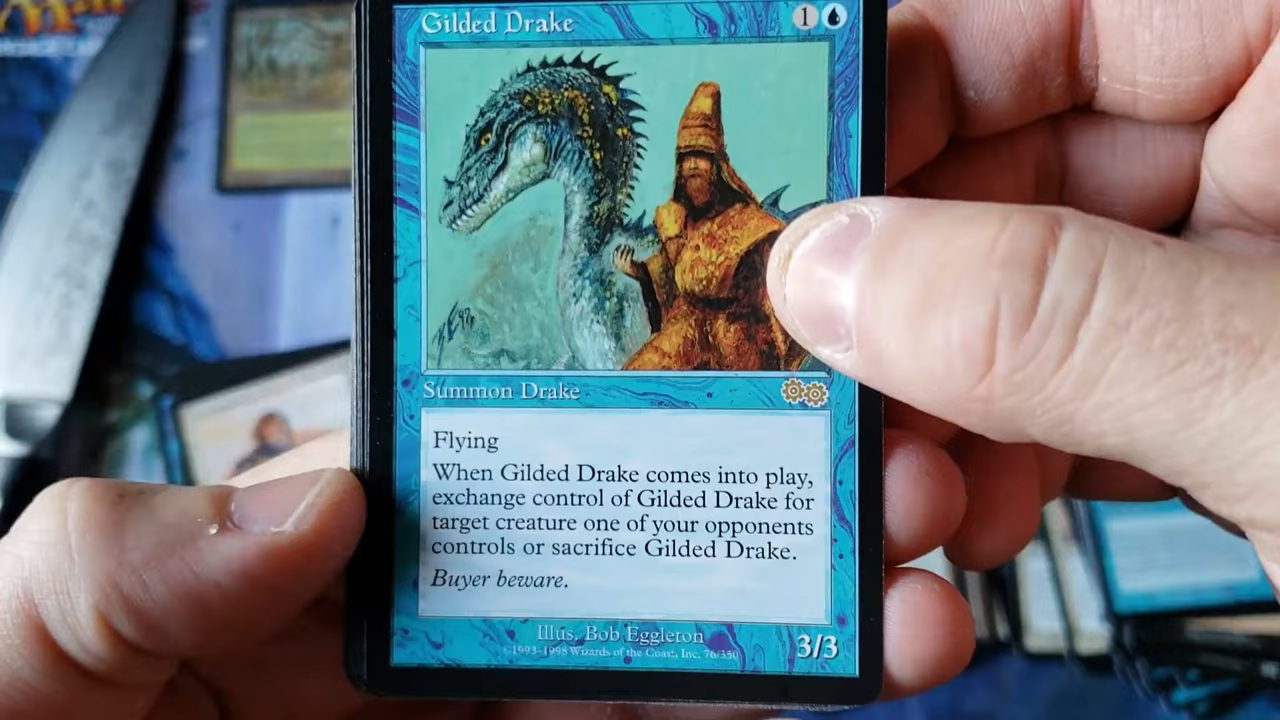 Gilded Drake 1
Summon Drake
Flying
When Gilded Drake comes into play,
exchange control of Gilded Drake for
target creature one of your opponents
controls or sacrifice Gilded Drake.
Buyer beware.
Illus. Bob Eggleton
©1993-1998 Wizards of the Coast, Inc. 76/350
3/3